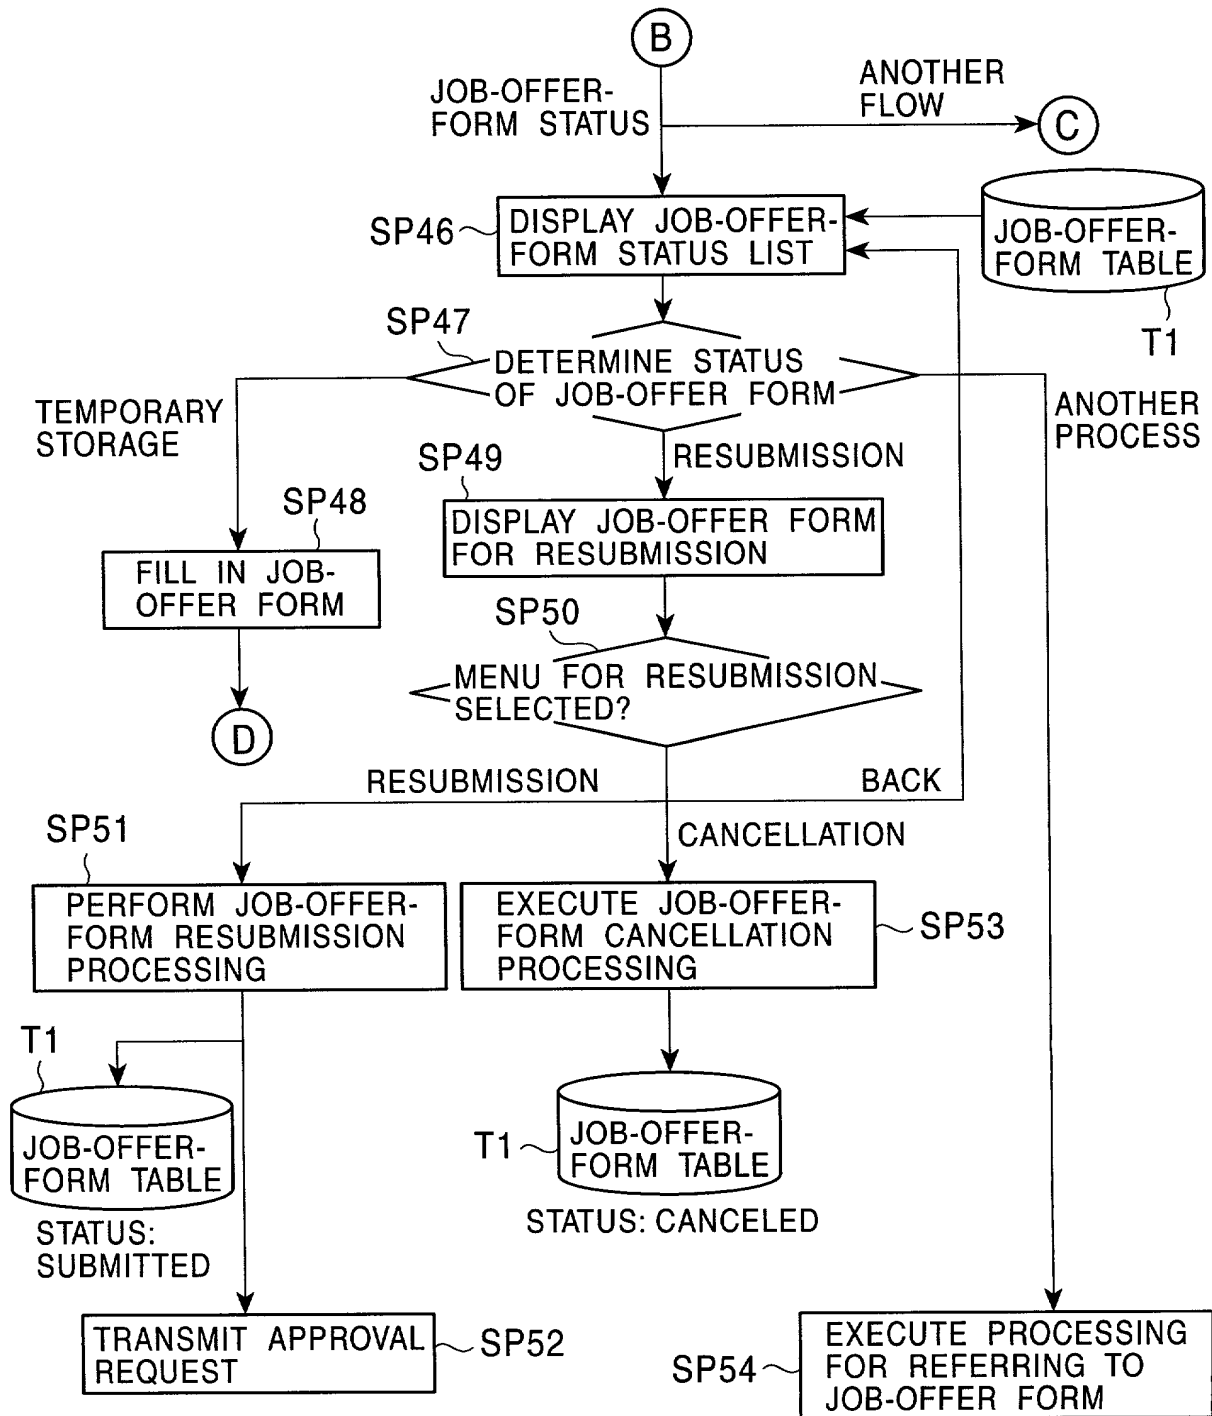 B
JOB-OFFER-
FORM STATUS
ANOTHER
FLOW
C
SP46
DISPLAY JOB-OFFER-
FORM STATUS LIST
JOB-OFFER-
FORM TABLE
T1
SP47
DETERMINE STATUS
OF JOB-OFFER FORM
TEMPORARY
STORAGE
ANOTHER
PROCESS
RESUBMISSION
SP49
SP48
DISPLAY JOB-OFFER FORM
FOR RESUBMISSION
FILL IN JOB-
OFFER FORM
SP50
MENU FOR RESUBMISSION
SELECTED?
D
RESUBMISSION
BACK
CANCELLATION
SP51
PERFORM JOB-OFFER-
FORM RESUBMISSION
PROCESSING
EXECUTE JOB-OFFER-
FORM CANCELLATION
PROCESSING
SP53
T1
JOB-OFFER-
FORM TABLE
STATUS:
SUBMITTED
T1
JOB-OFFER-
FORM TABLE
STATUS: CANCELED
TRANSMIT APPROVAL
REQUEST
SP52
SP54
EXECUTE PROCESSING
FOR REFERRING TO
JOB-OFFER FORM